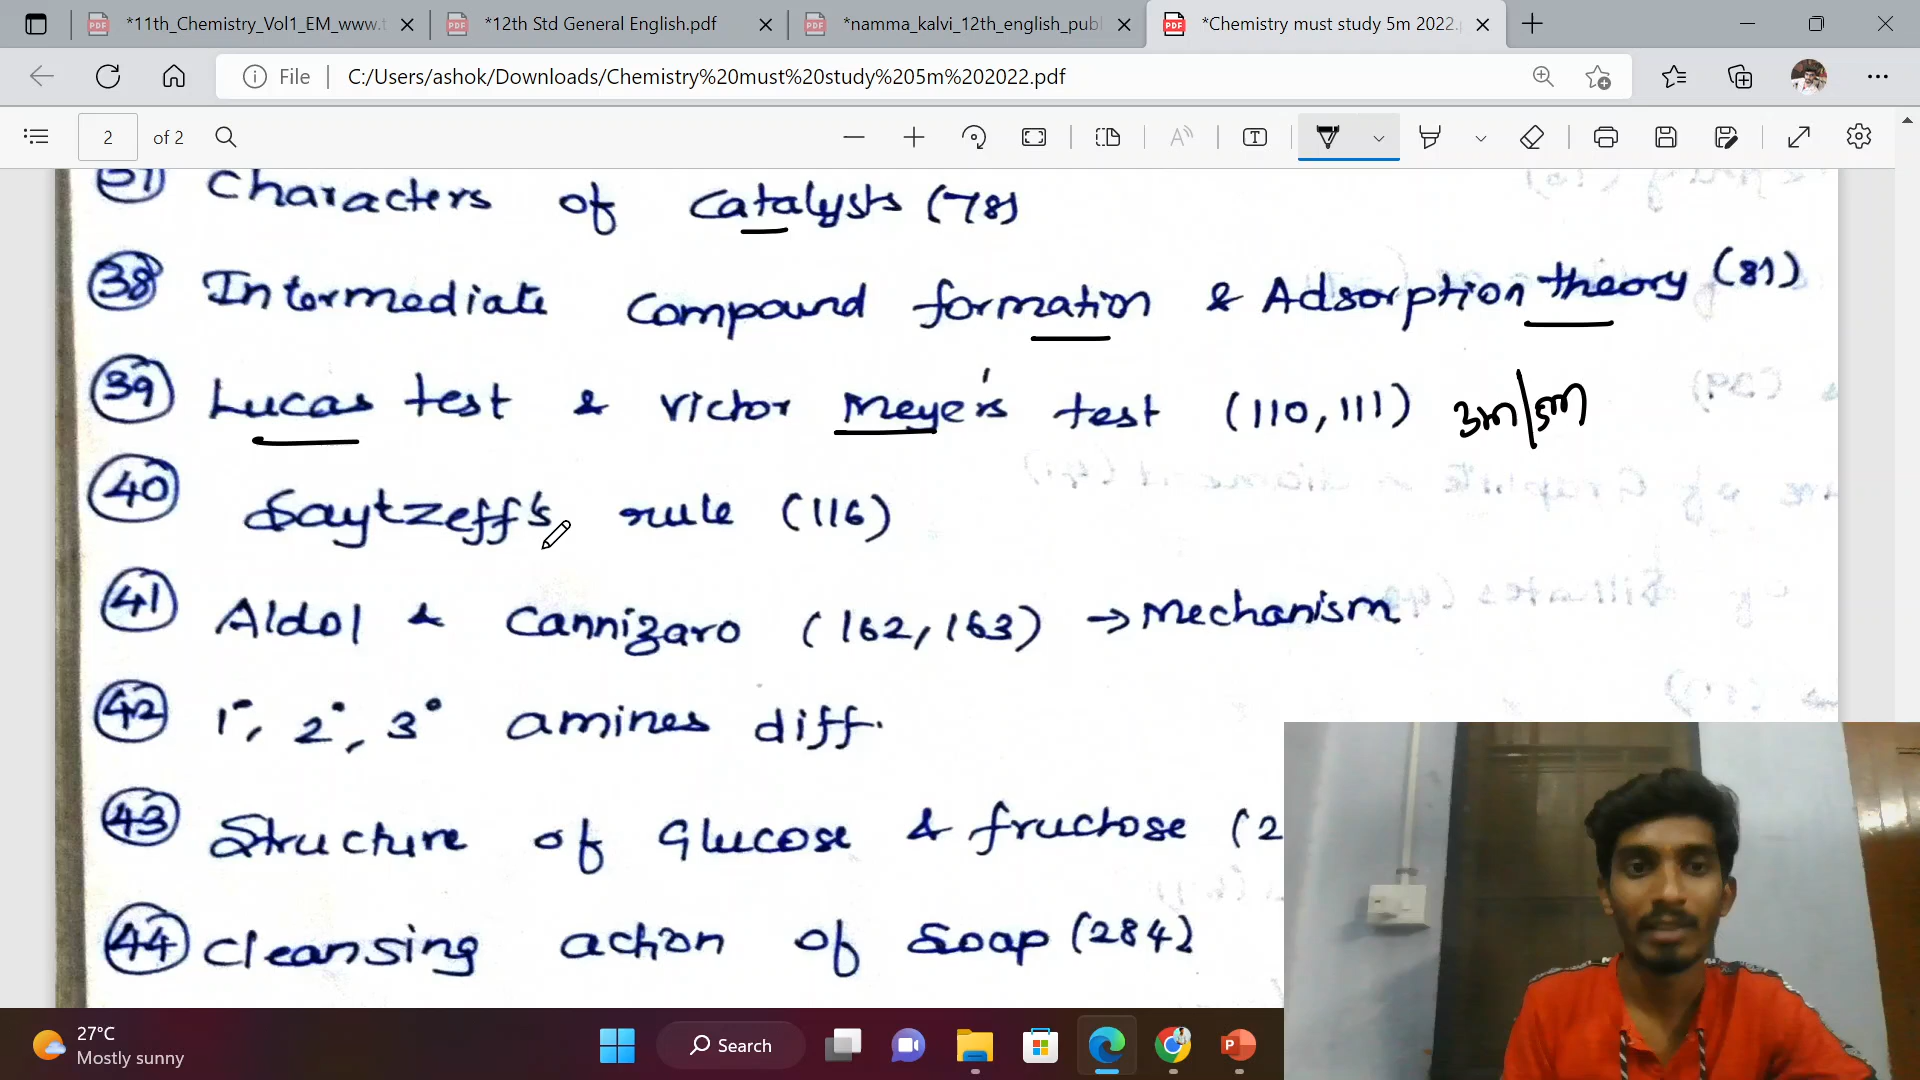 *11th_Chemistry_Vol1_EM_www.t
*12th Std General English.pdf
*namma_kalvi_12th_english_publ
*Chemistry must study 5m 2022.
File
C:/Users/ashok/Downloads/Chemistry%20must%20study%205m%202022.pdf
2 of 2
Characters of Catalysts (78)
38 Intermediate Compound formation & Adsorption theory (81)
39 Lucas test & Victor Meyer's test (110,111) 3m/5m
40 Saytzeff's rule (116)
41 Aldol & Cannizaro (162,163) → Mechanism
42 1°, 2°, 3° amines diff.
43 Structure of Glucose & fructose (2
44 Cleansing action of Soap (284)
27°C
Mostly sunny
Search